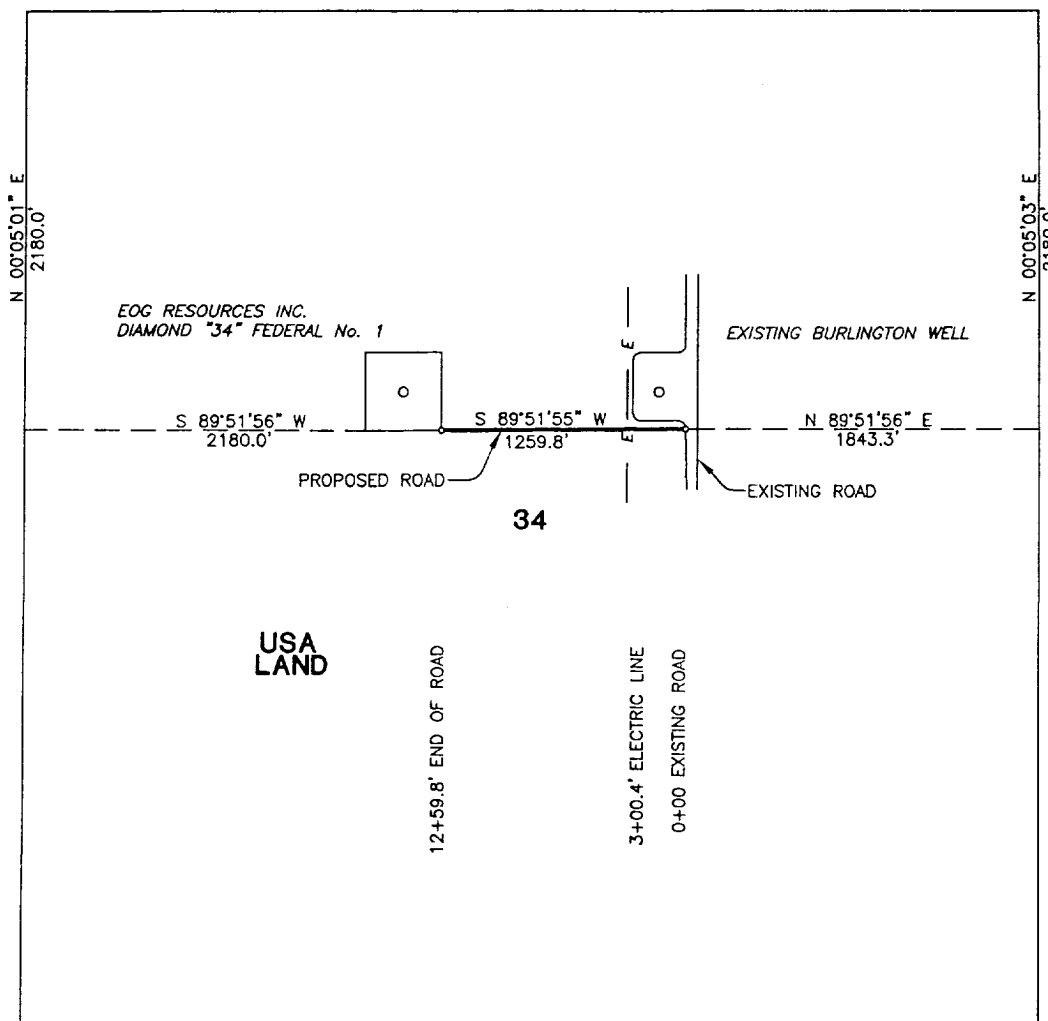 N 00°05'01" E
2180.0'
N 00°05'03" E
2180.0'
EOG RESOURCES INC.
DIAMOND "34" FEDERAL No. 1
E
EXISTING BURLINGTON WELL
S 89°51'56" W
2180.0'
S 89°51'55" W
1259.8'
E
N 89°51'56" E
1843.3'
PROPOSED ROAD
EXISTING ROAD
34
USA
LAND
12+59.8' END OF ROAD
3+00.4' ELECTRIC LINE
0+00 EXISTING ROAD